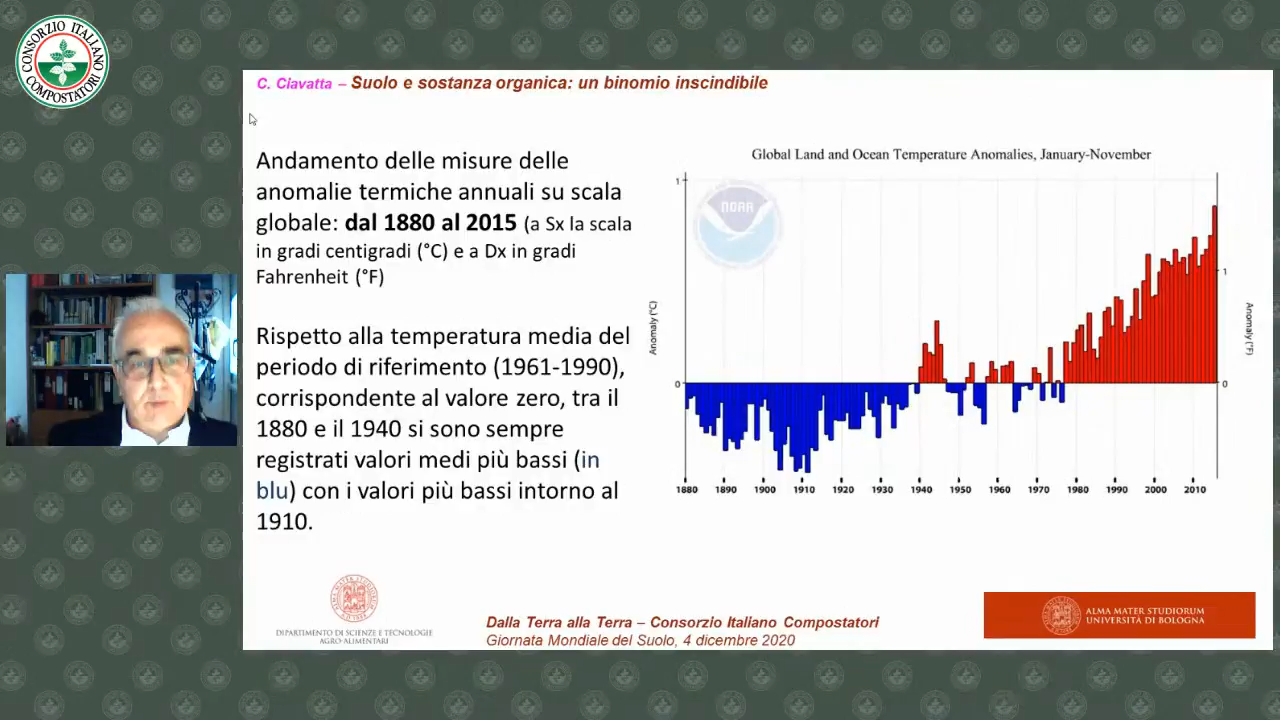 CONSORZIO ITALIANO
COMPOSTATORI
C. Ciavatta – Suolo e sostanza organica: un binomio inscindibile
Andamento delle misure delle
anomalie termiche annuali su scala
globale: dal 1880 al 2015 (a Sx la scala
in gradi centigradi (°C) e a Dx in gradi
Fahrenheit (°F)
Rispetto alla temperatura media del
periodo di riferimento (1961-1990),
corrispondente al valore zero, tra il
1880 e il 1940 si sono sempre
registrati valori medi più bassi (in
blu) con i valori più bassi intorno al
1910.
Global Land and Ocean Temperature Anomalies, January-November
NOAA
1
0
Anomaly (°C)
1
0
Anomaly (°F)
1880 1890 1900 1910 1920 1930 1940 1950 1960 1970 1980 1990 2000 2010
ALMA MATER STUDIORUM
DIPARTIMENTO DI SCIENZE E TECNOLOGIE
AGRO-ALIMENTARI
Dalla Terra alla Terra – Consorzio Italiano Compostatori
Giornata Mondiale del Suolo, 4 dicembre 2020
ALMA MATER STUDIORUM
UNIVERSITÀ DI BOLOGNA